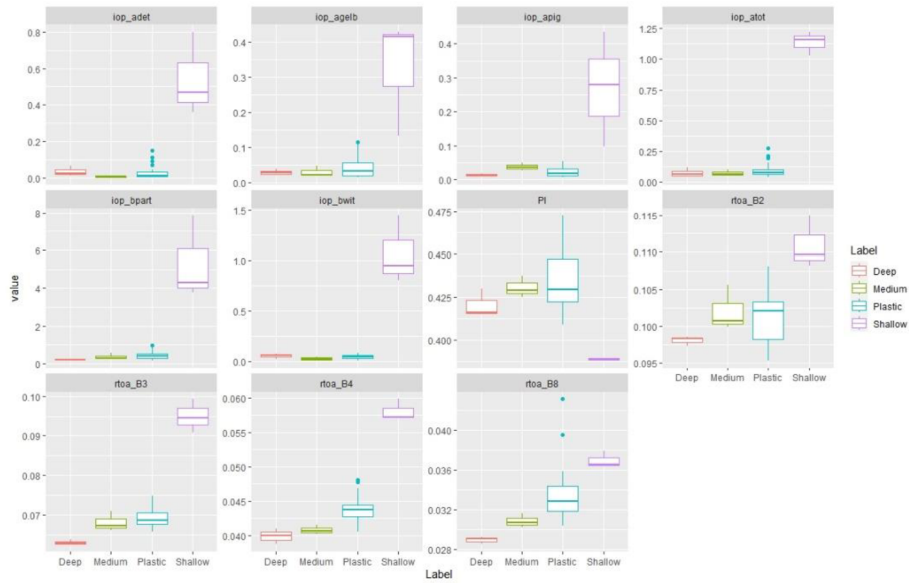 iop_adet iop_agelb iop_apig iop_atot
0.8 0.4 0.4 1.25
0.6 0.3 0.3 1.00
0.4 0.2 0.2 0.75
0.2 0.1 0.1 0.50
0.0 0.0 0.0 0.25
0.00
iop_bpart iop_bwit PI rtoa_B2
8 1.5 0.475 0.115
6 1.0 0.450 0.110
4 0.5 0.425 0.105
2 0.0 0.400 0.100
0 0.095
value
Deep Medium Plastic Shallow
Label
Deep
Medium
Plastic
Shallow
rtoa_B3 rtoa_B4 rtoa_B8
0.10 0.060 0.040
0.09 0.055 0.036
0.08 0.050 0.032
0.07 0.045 0.028
0.040
Deep Medium Plastic Shallow Deep Medium Plastic Shallow Deep Medium Plastic Shallow
Label